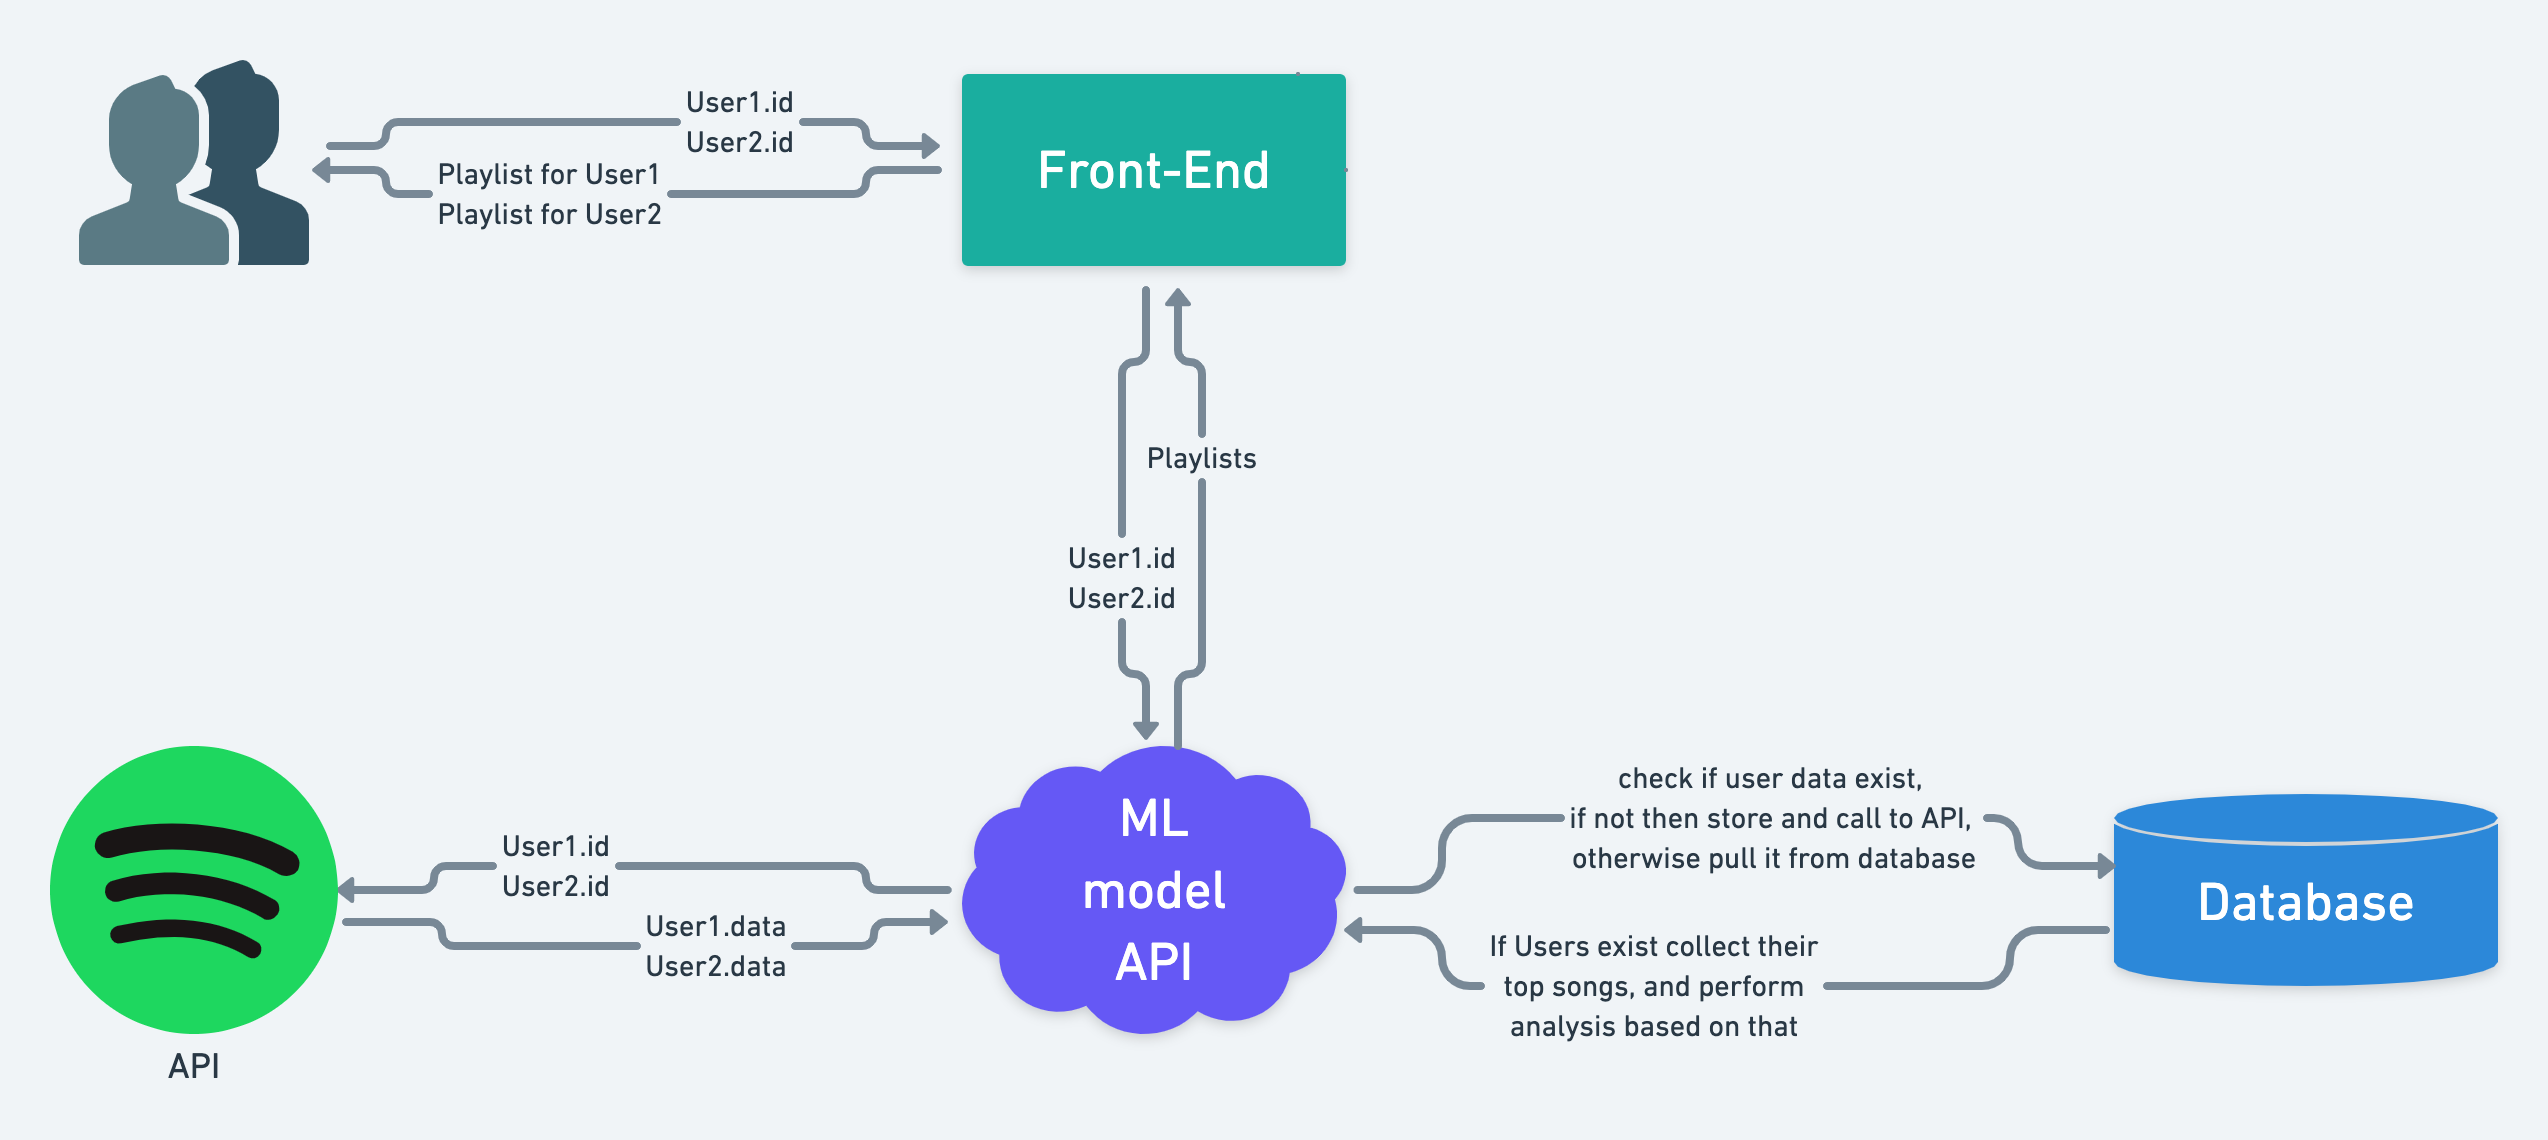 User1.id
User2.id
Playlist for User1
Playlist for User2
Front-End
Playlists
User1.id
User2.id
User1.id
User2.id
User1.data
User2.data
API
ML
model
API
check if user data exist,
if not then store and call to API,
otherwise pull it from database
If Users exist collect their
top songs, and perform
analysis based on that
Database